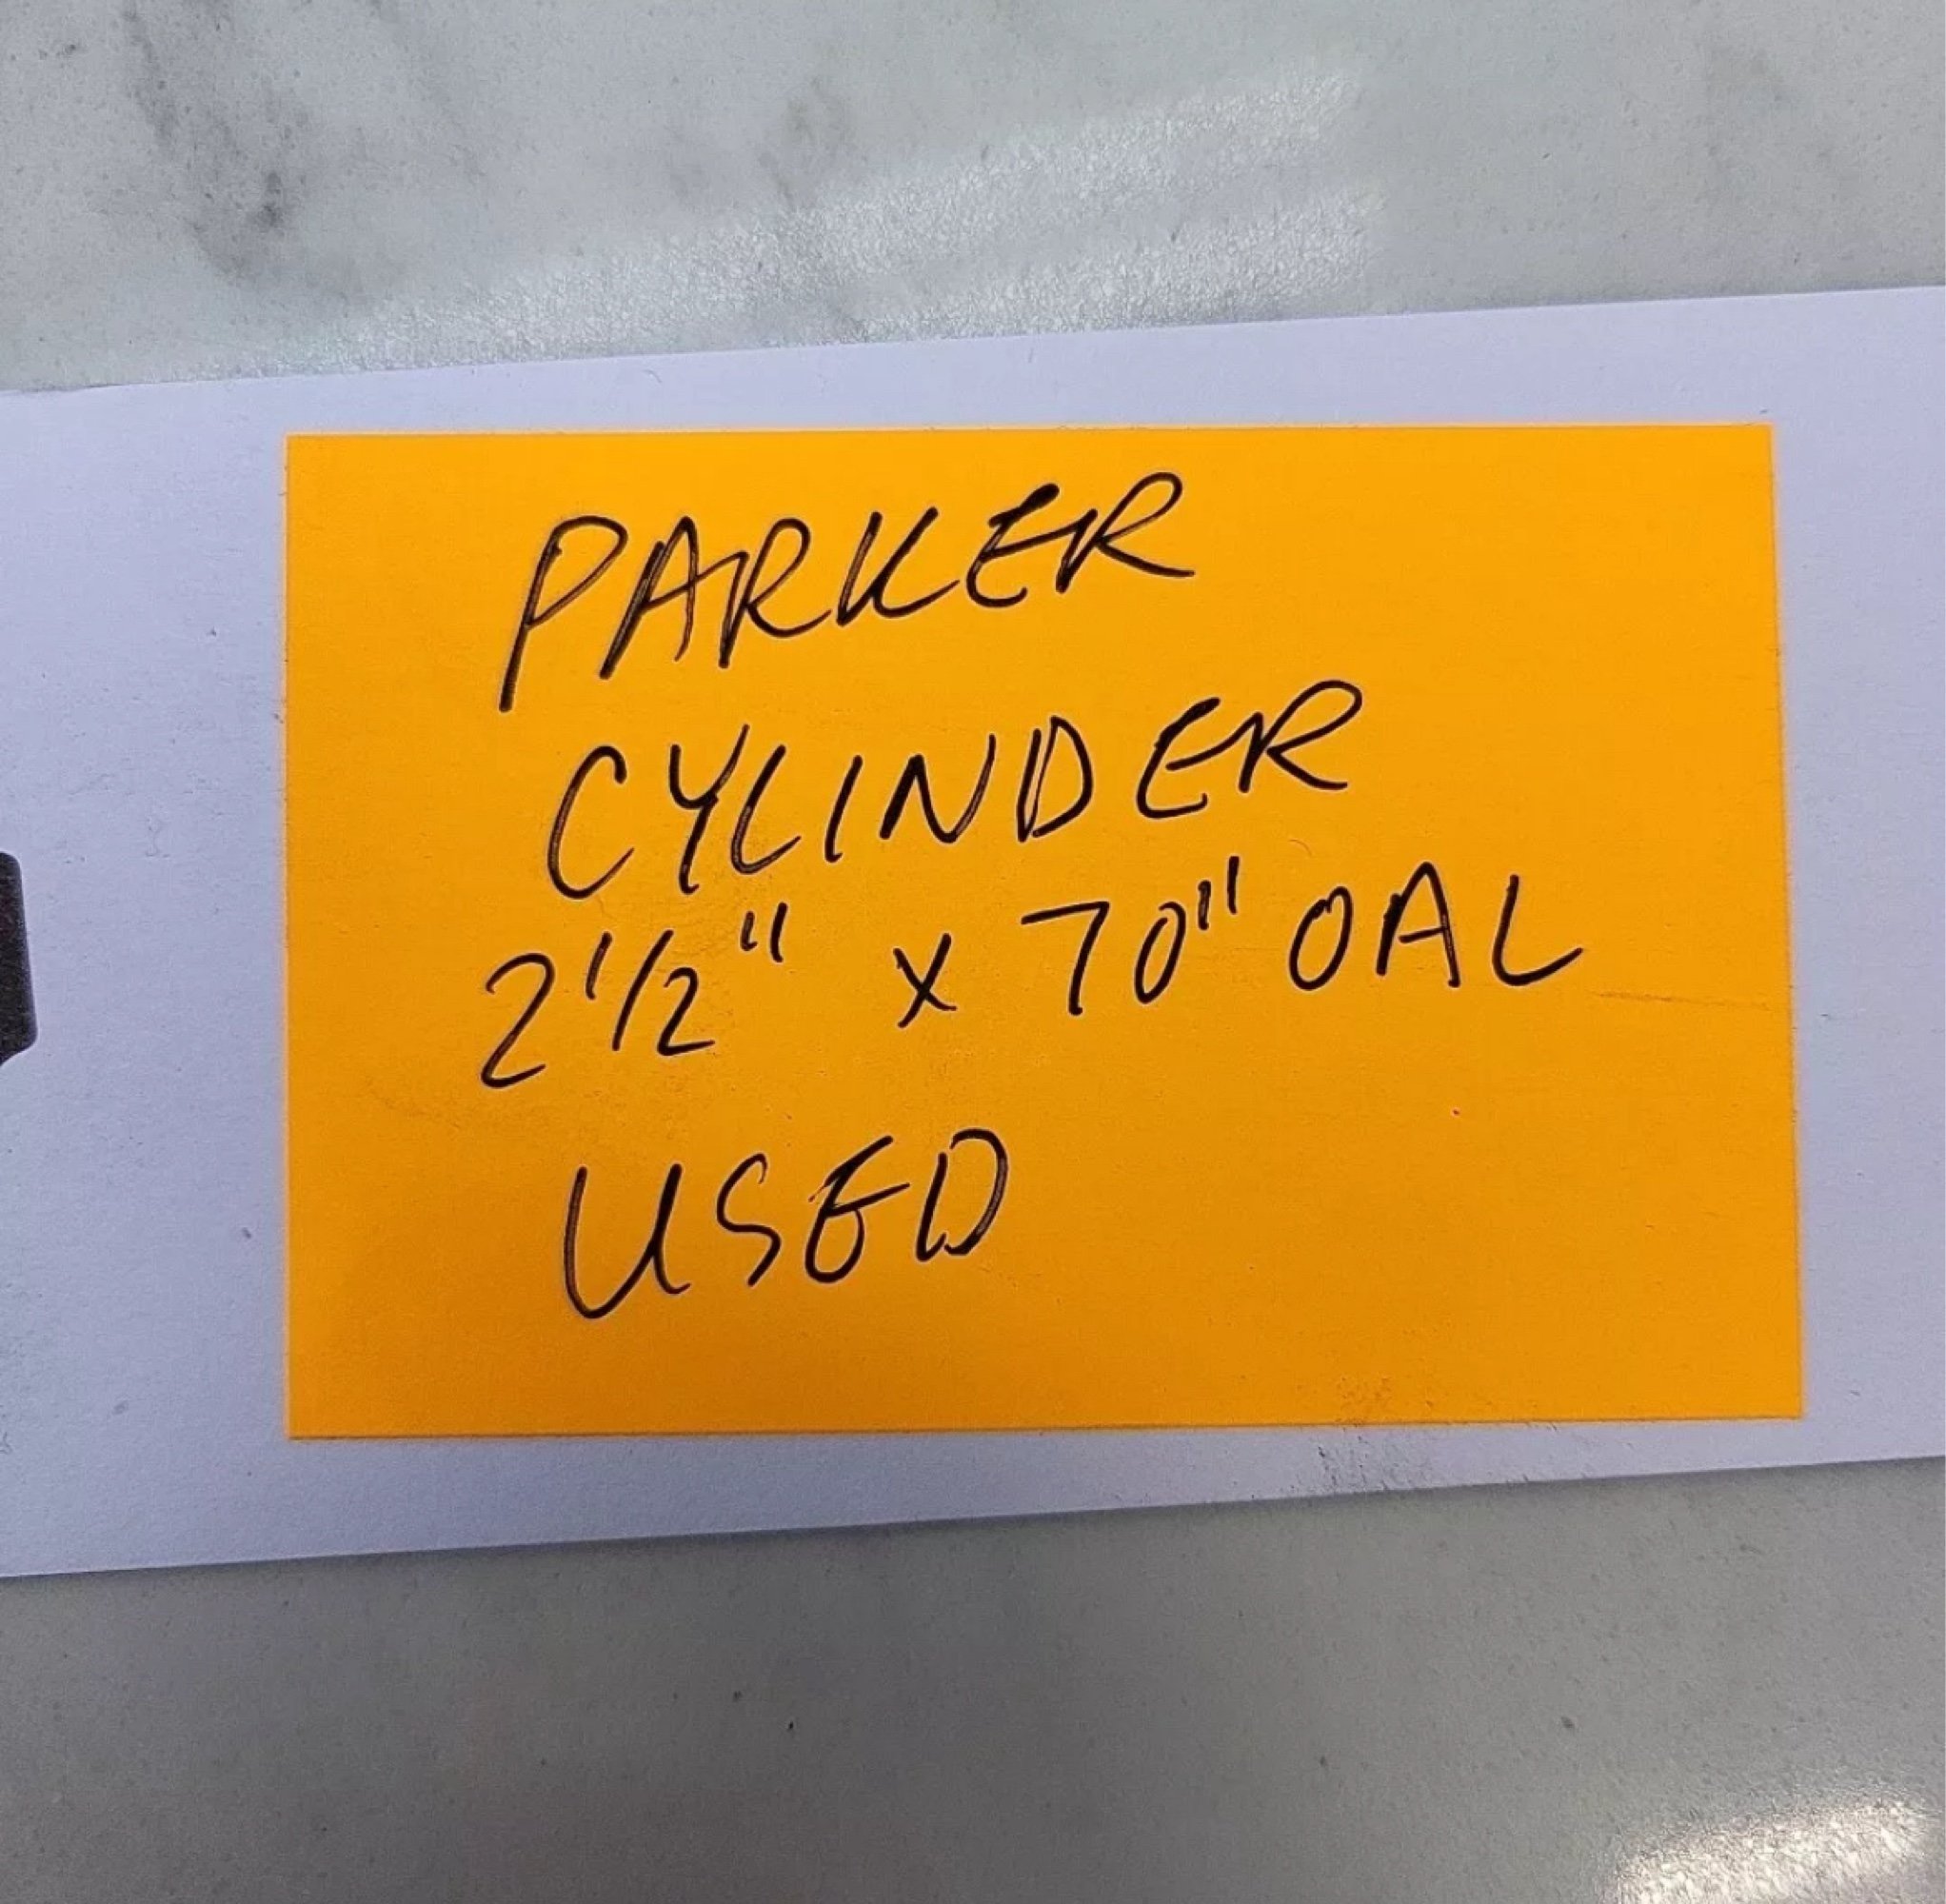 PARKER
CYLINDER
2 1/2" x 70" OAL
USED